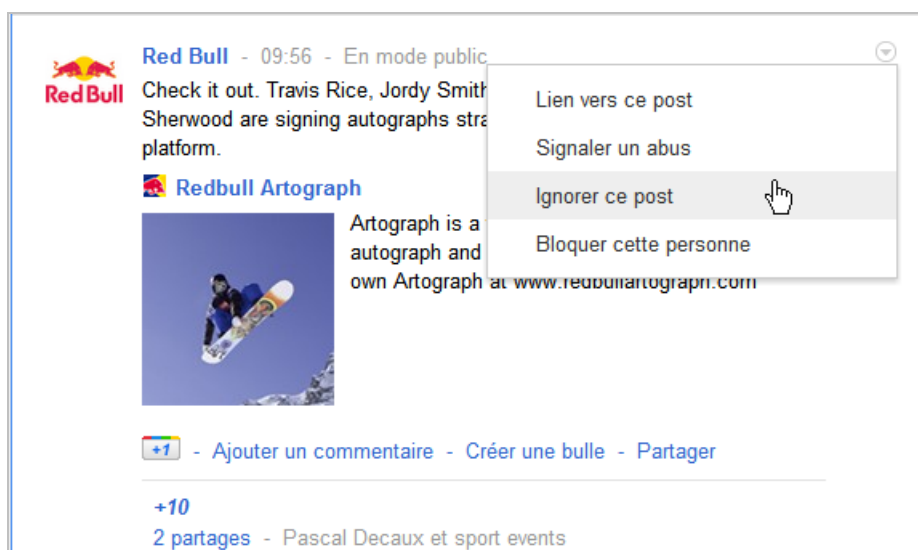 Red Bull - 09:56 - En mode public
RedBull
Check it out. Travis Rice, Jordy Smith
Sherwood are signing autographs stra
platform.
Redbull Artograph
Artograph is a
autograph and
own Artograph at www.redbullartograph.com
Lien vers ce post
Signaler un abus
Ignorer ce post
Bloquer cette personne
+1 - Ajouter un commentaire - Créer une bulle - Partager
+10
2 partages - Pascal Decaux et sport events